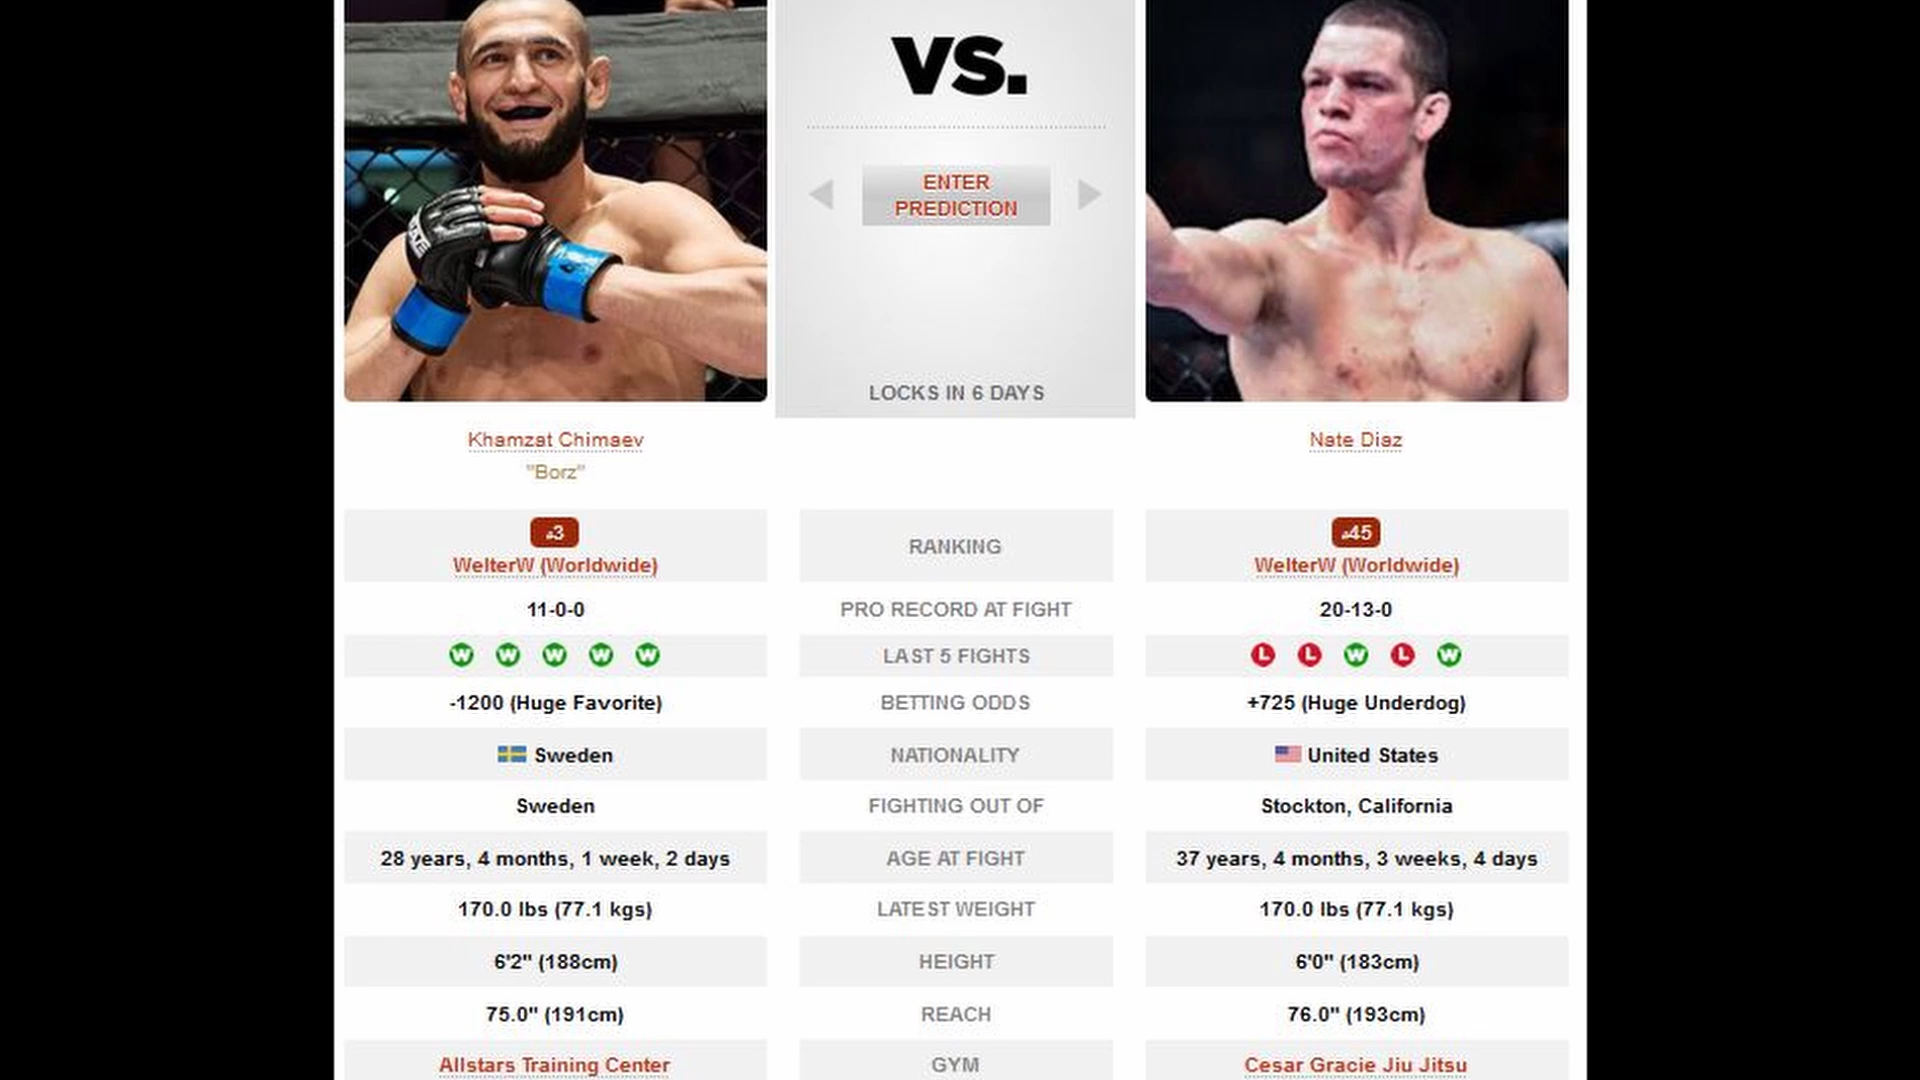 VS.
ENTER
PREDICTION
LOCKS IN 6 DAYS
Khamzat Chimaev
Nate Diaz
"Borz"
3
RANKING
45
WelterW (Worldwide)
WelterW (Worldwide)
11-0-0
PRO RECORD AT FIGHT
20-13-0
W W W W W
LAST 5 FIGHTS
L L W L W
-1200 (Huge Favorite)
BETTING ODDS
+725 (Huge Underdog)
Sweden
NATIONALITY
United States
Sweden
FIGHTING OUT OF
Stockton, California
28 years, 4 months, 1 week, 2 days
AGE AT FIGHT
37 years, 4 months, 3 weeks, 4 days
170.0 lbs (77.1 kgs)
LATEST WEIGHT
170.0 lbs (77.1 kgs)
6'2" (188cm)
HEIGHT
6'0" (183cm)
75.0" (191cm)
REACH
76.0" (193cm)
Allstars Training Center
GYM
Cesar Gracie Jiu Jitsu